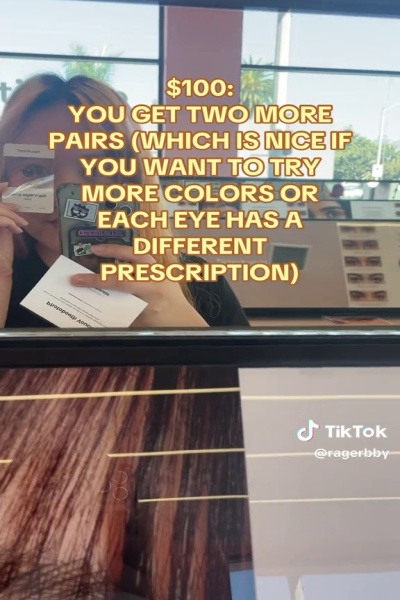 $100:
YOU GET TWO MORE
PAIRS (WHICH IS NICE IF
YOU WANT TO TRY
MORE COLORS OR
EACH EYE HAS A
DIFFERENT
PRESCRIPTION)
TikTok
@ragerbby